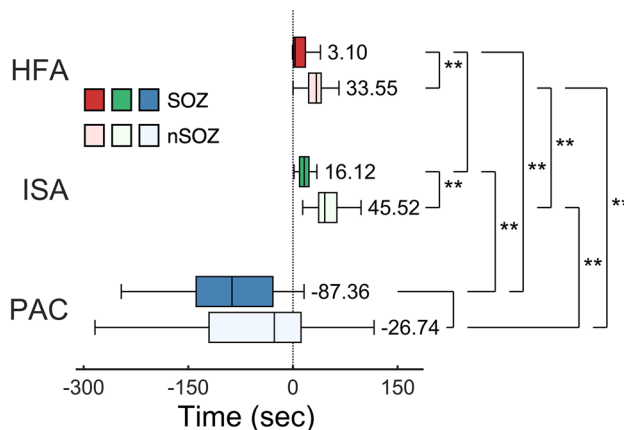 HFA
3.10
**
33.55
SOZ
nSOZ
**
**
ISA
16.12
**
45.52
**
**
**
PAC
-87.36
-26.74
-300 -150 0 150
Time (sec)